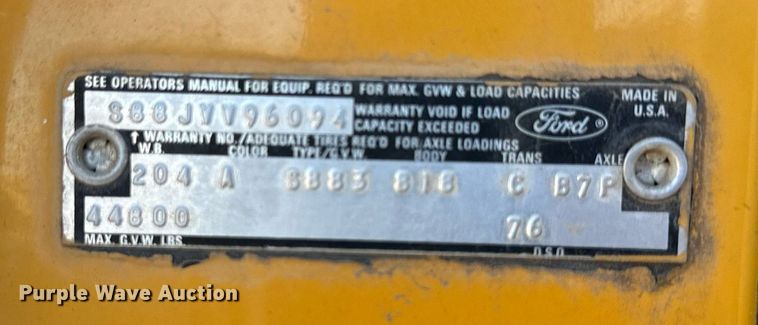 SEE OPERATORS MANUAL FOR EQUIP. REQ'D FOR MAX. GVW & LOAD CAPACITIES
S88JVV96094 WARRANTY VOID IF LOAD CAPACITY EXCEEDED
Ford ®
MADE IN U.S.A.
↑ WARRANTY NO./ADEQUATE TIRES REQ'D FOR AXLE LOADINGS
W.B. COLOR TYPE/G.V.W. BODY TRANS AXLE
204 A S883 B18 C B7P
44800 76
MAX. G.V.W. LBS. D.S.O.
Purple Wave Auction